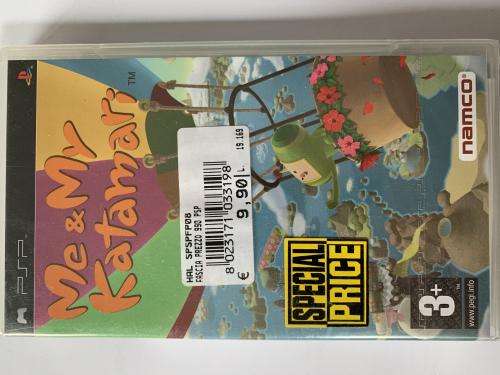 Me & My
Katamari
TM
PSP
HAL SPSPFP08
FASCIA PREZZO 990 PSP
8 023171 033198
€ 9,90
19.169
SPECIAL
PRICE
namco
3+
www.pegi.info